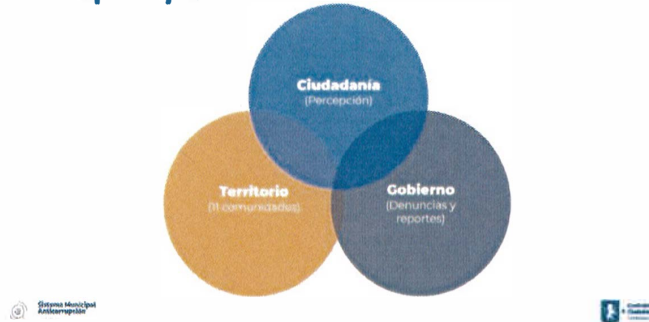 Ciudadanía
(Percepción)
Territorio
(11 comunidades)
Gobierno
(Denuncias y
reportes)
Sistema Municipal
Anticorrupción